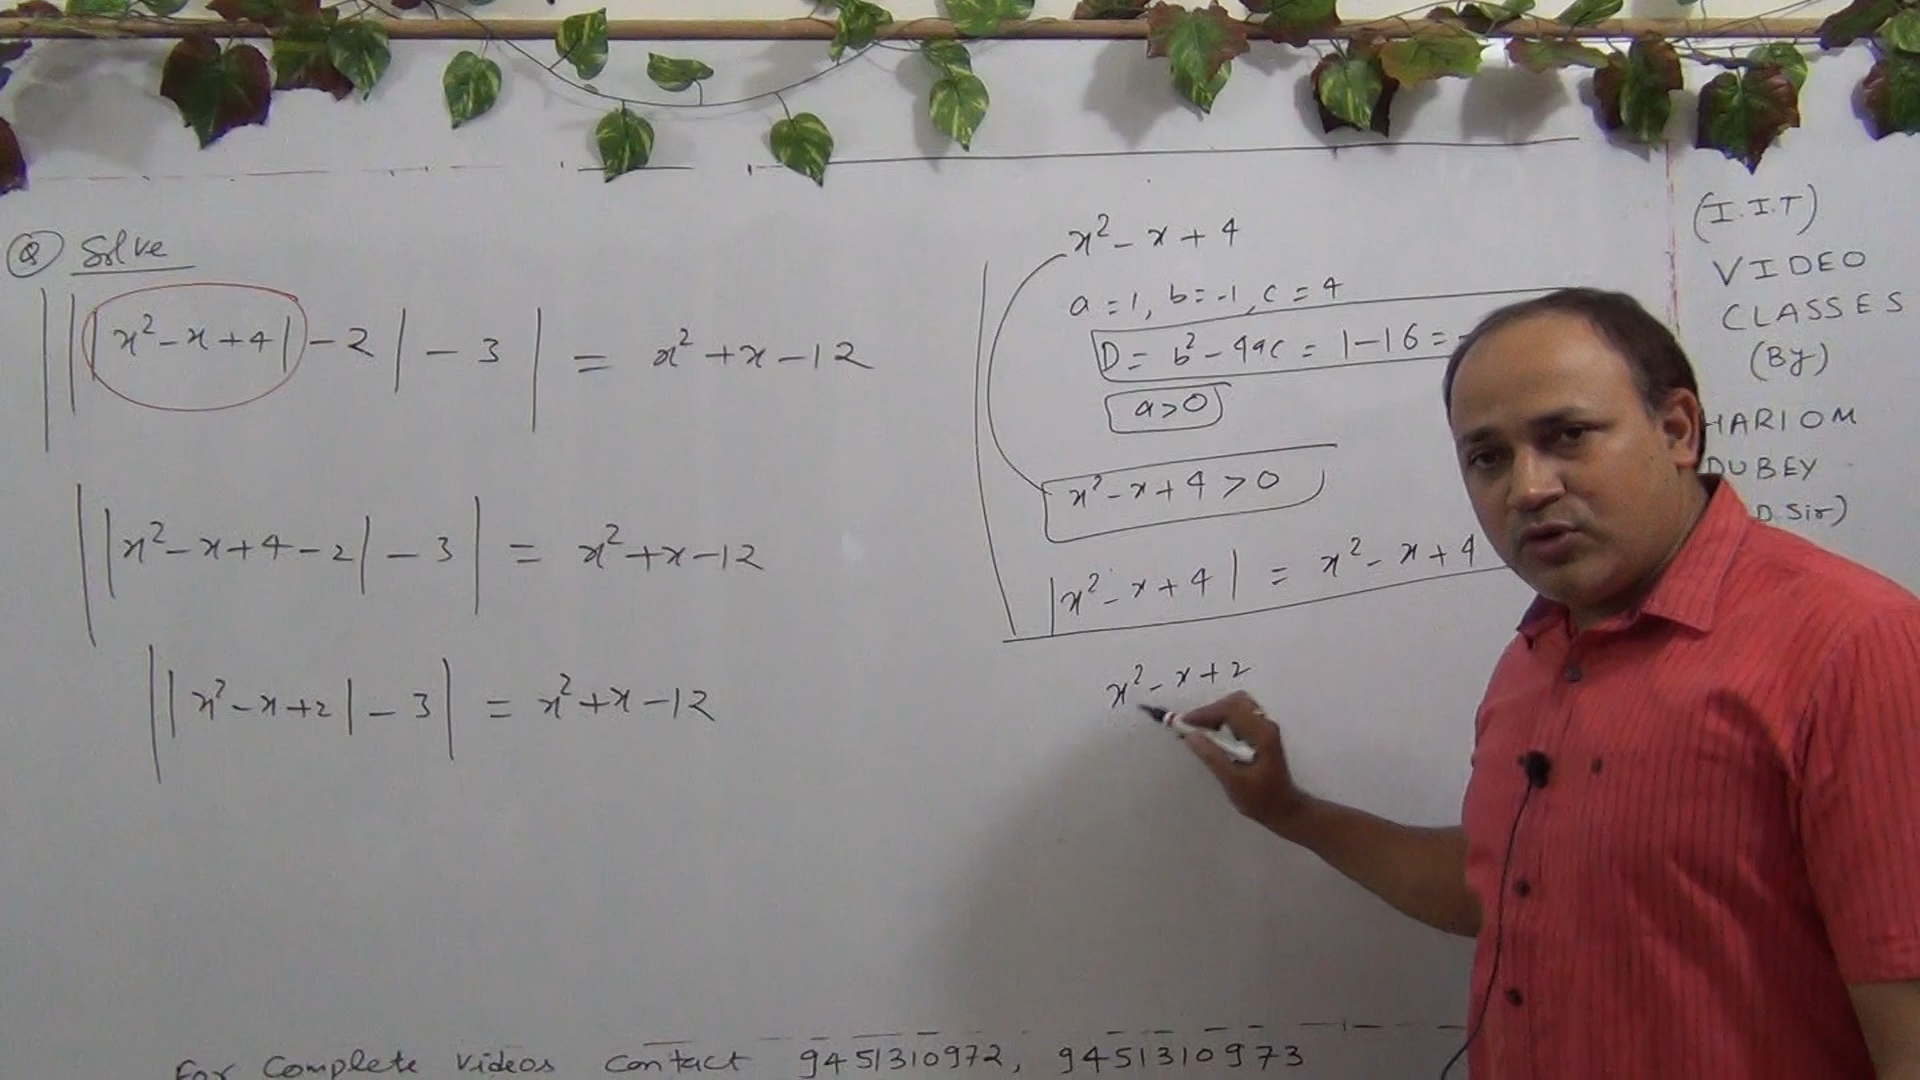 Q Solve
|||x²-x+4|-2|-3| = x²+x-12
||x²-x+4-2|-3| = x²+x-12
||x²-x+2|-3| = x²+x-12
x²-x+4
a=1, b=-1, c=4
D= b²-4ac = 1-16 = -
a>0
x²-x+4>0
|x²-x+4| = x²-x+4
x²-x+2
(I.I.T)
VIDEO
CLASSES
(By)
HARIOM
DUBEY
D. Sir)
For Complete Videos Contact 9451310972, 9451310973